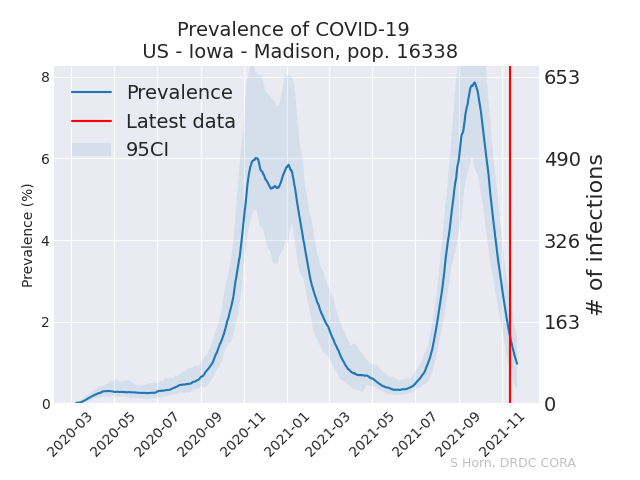 Prevalence of COVID-19
US - Iowa - Madison, pop. 16338
Prevalence
Latest data
95CI
Prevalence (%)
8
6
4
2
0
653
490
326
163
0
# of infections
2020-03
2020-05
2020-07
2020-09
2020-11
2021-01
2021-03
2021-05
2021-07
2021-09
2021-11
S Horn, DRDC CORA